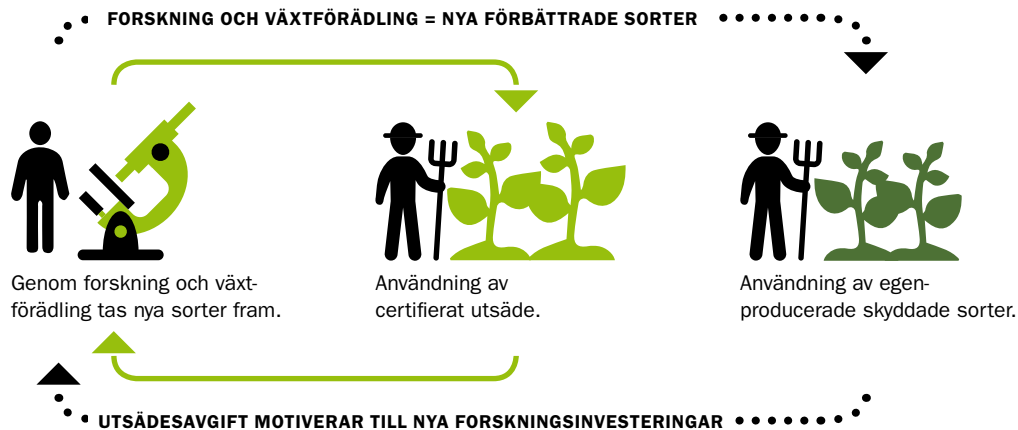 FORSKNING OCH VÄXTFÖRÄDLING = NYA FÖRBÄTTRADE SORTER
Genom forskning och växt-
förädling tas nya sorter fram.
Användning av
certifierat utsäde.
Användning av egen-
producerade skyddade sorter.
UTSÄDESAVGIFT MOTIVERAR TILL NYA FORSKNINGSINVESTERINGAR